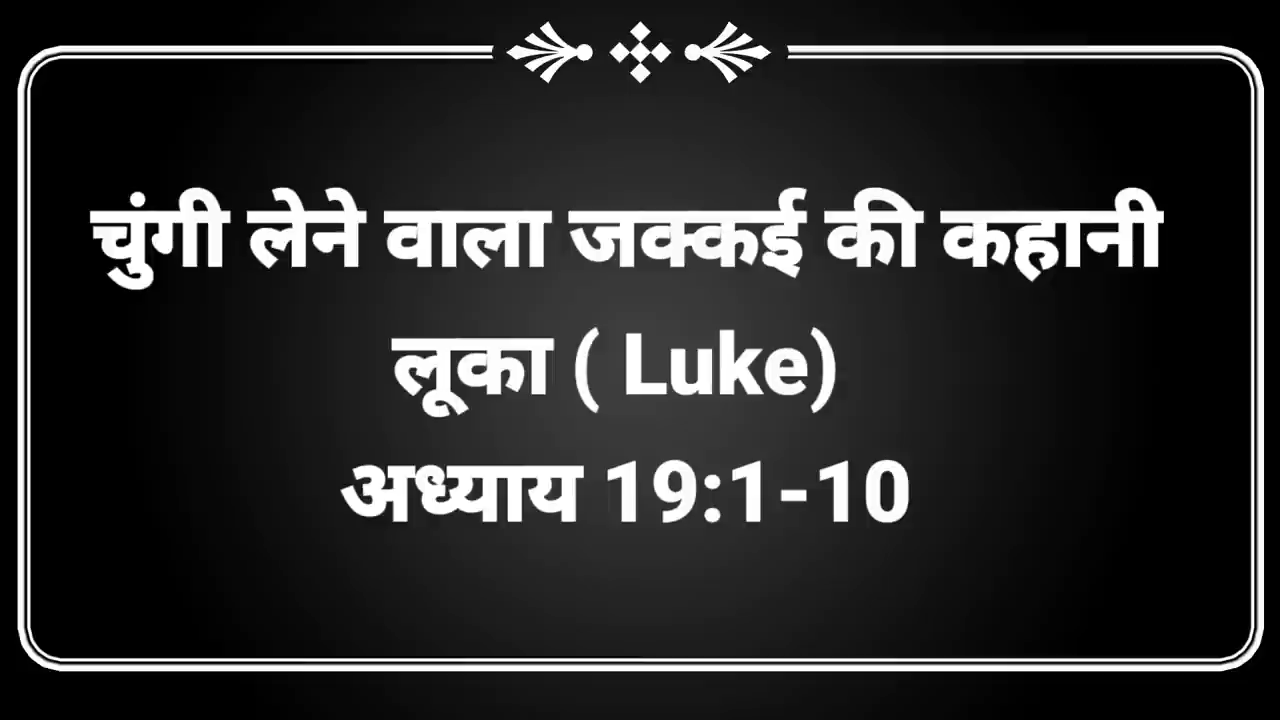 चुंगी लेने वाला जक्कई की कहानी
लूका ( Luke)
अध्याय 19:1-10